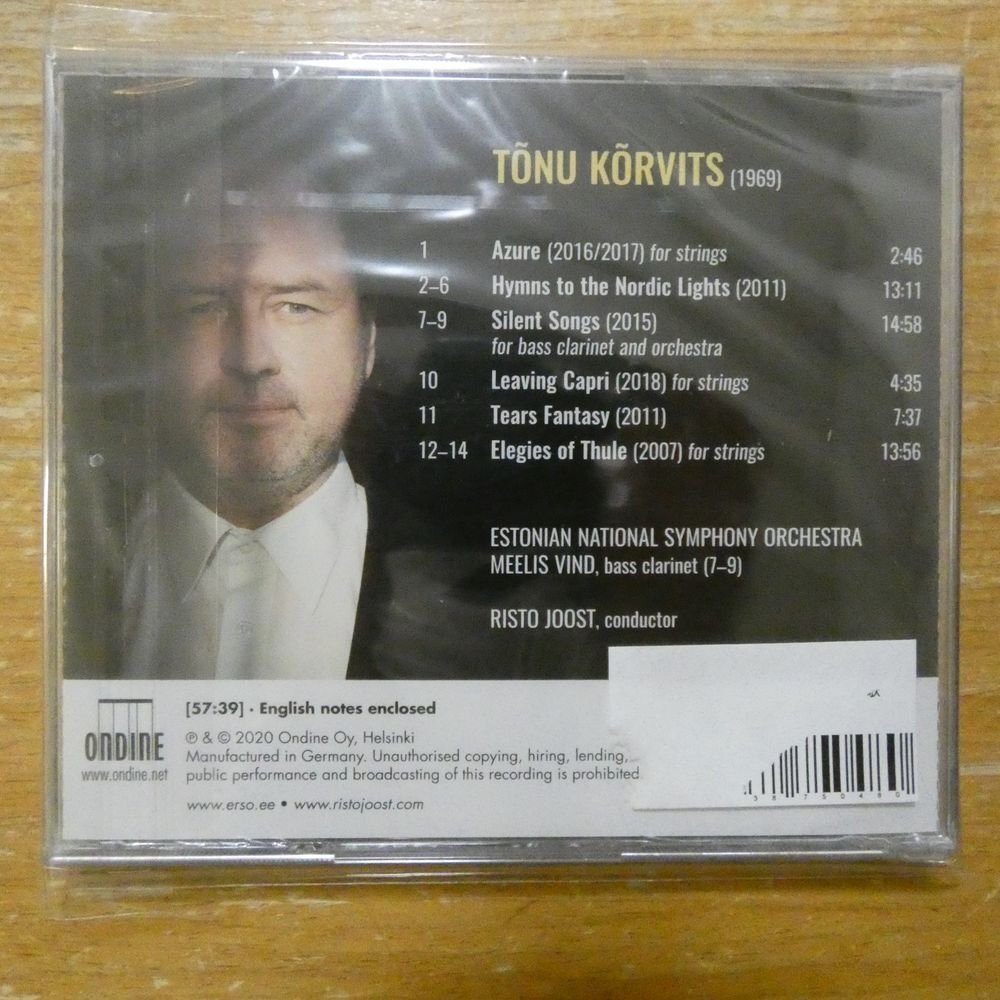 TÕNU KÕRVITS (1969)
1 Azure (2016/2017) for strings 2:46
2–6 Hymns to the Nordic Lights (2011) 13:11
7–9 Silent Songs (2015) 14:58
for bass clarinet and orchestra
10 Leaving Capri (2018) for strings 4:35
11 Tears Fantasy (2011) 7:37
12–14 Elegies of Thule (2007) for strings 13:56
ESTONIAN NATIONAL SYMPHONY ORCHESTRA
MEELIS VIND, bass clarinet (7–9)
RISTO JOOST, conductor
[57:39] · English notes enclosed
℗ & © 2020 Ondine Oy, Helsinki
Manufactured in Germany. Unauthorised copying, hiring, lending,
public performance and broadcasting of this recording is prohibited
www.erso.ee • www.ristojoost.com
ONDINE
www.ondine.net